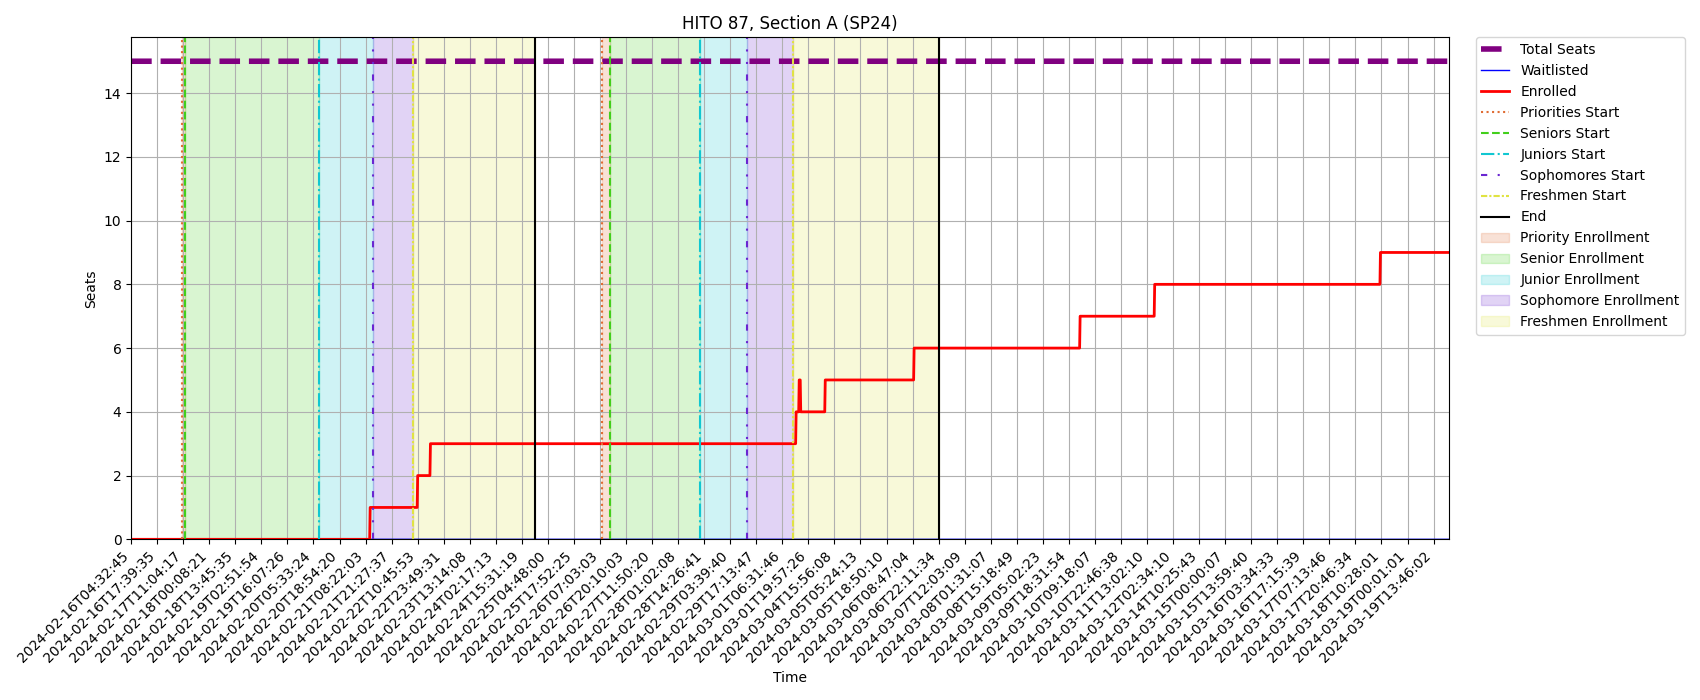 HITO 87, Section A (SP24)
Seats
14
12
10
8
6
4
2
0
2024-02-16T04:32:45
2024-02-16T17:39:35
2024-02-17T11:04:17
2024-02-18T00:08:21
2024-02-18T13:45:35
2024-02-19T02:51:54
2024-02-19T16:07:26
2024-02-20T05:33:24
2024-02-20T18:54:20
2024-02-21T08:22:03
2024-02-21T21:27:37
2024-02-22T10:45:53
2024-02-22T23:49:31
2024-02-23T13:14:08
2024-02-24T02:17:13
2024-02-24T15:31:19
2024-02-25T04:48:00
2024-02-25T17:52:25
2024-02-26T07:03:03
2024-02-26T20:10:03
2024-02-27T11:50:20
2024-02-28T01:02:08
2024-02-28T14:26:41
2024-02-29T03:39:40
2024-02-29T17:13:47
2024-03-01T06:31:46
2024-03-01T19:57:26
2024-03-04T15:56:08
2024-03-05T05:24:13
2024-03-05T18:50:10
2024-03-06T08:47:04
2024-03-06T22:11:34
2024-03-07T12:03:09
2024-03-08T01:31:07
2024-03-08T15:18:49
2024-03-09T05:02:23
2024-03-09T18:31:54
2024-03-10T09:18:07
2024-03-10T22:46:38
2024-03-11T13:02:10
2024-03-12T02:34:10
2024-03-14T10:25:43
2024-03-15T00:00:07
2024-03-15T13:59:40
2024-03-16T03:34:33
2024-03-16T17:15:39
2024-03-17T07:13:46
2024-03-17T20:46:34
2024-03-18T10:28:01
2024-03-19T00:01:01
2024-03-19T13:46:02
Time
Total Seats
Waitlisted
Enrolled
Priorities Start
Seniors Start
Juniors Start
Sophomores Start
Freshmen Start
End
Priority Enrollment
Senior Enrollment
Junior Enrollment
Sophomore Enrollment
Freshmen Enrollment